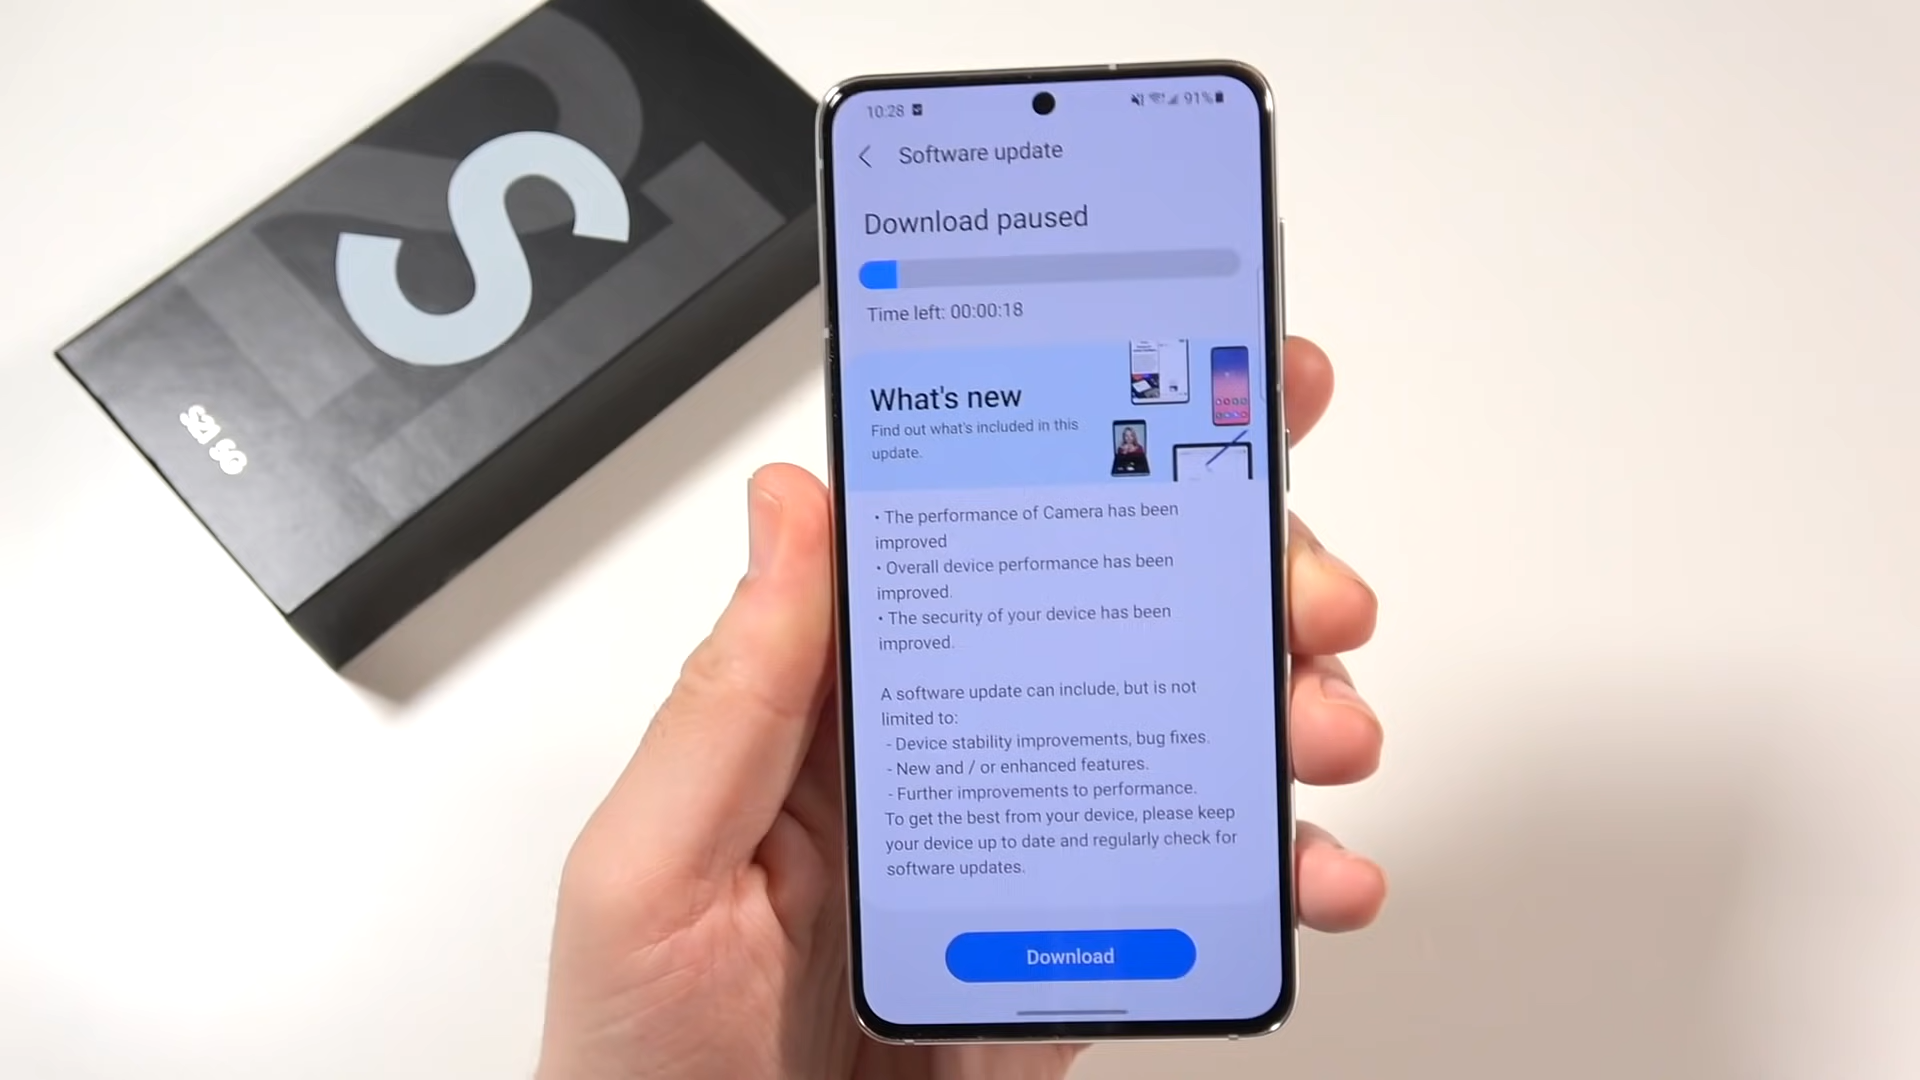 S
S21 5G
10:28
91%
Software update
Download paused
Time left: 00:00:18
What's new
Find out what's included in this
update.
• The performance of Camera has been
improved
• Overall device performance has been
improved.
• The security of your device has been
improved.
A software update can include, but is not
limited to:
- Device stability improvements, bug fixes.
- New and / or enhanced features.
- Further improvements to performance.
To get the best from your device, please keep
your device up to date and regularly check for
software updates.
Download